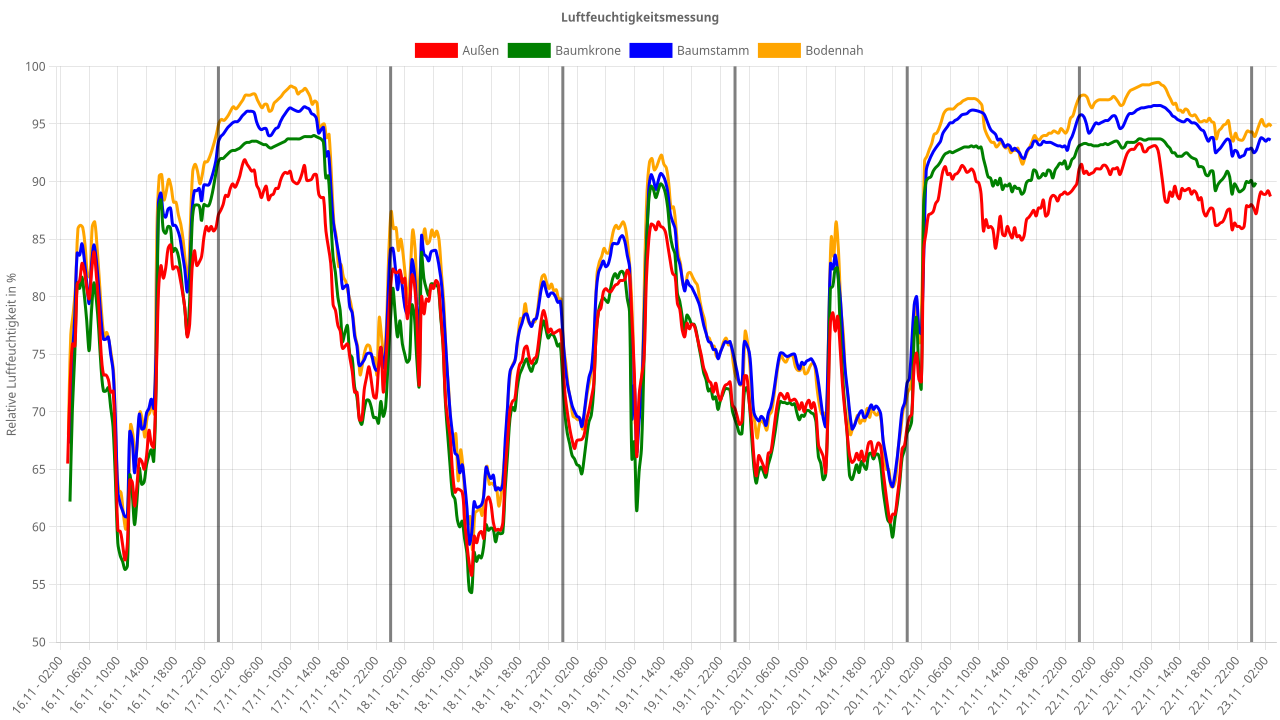 Luftfeuchtigkeitsmessung
Außen Baumkrone Baumstamm Bodennah
Relative Luftfeuchtigkeit in %
100
95
90
85
80
75
70
65
60
55
50
16.11 - 02:00
16.11 - 06:00
16.11 - 10:00
16.11 - 14:00
16.11 - 18:00
16.11 - 22:00
17.11 - 02:00
17.11 - 06:00
17.11 - 10:00
17.11 - 14:00
17.11 - 18:00
17.11 - 22:00
18.11 - 02:00
18.11 - 06:00
18.11 - 10:00
18.11 - 14:00
18.11 - 18:00
18.11 - 22:00
19.11 - 02:00
19.11 - 06:00
19.11 - 10:00
19.11 - 14:00
19.11 - 18:00
19.11 - 22:00
20.11 - 02:00
20.11 - 06:00
20.11 - 10:00
20.11 - 14:00
20.11 - 18:00
20.11 - 22:00
21.11 - 02:00
21.11 - 06:00
21.11 - 10:00
21.11 - 14:00
21.11 - 18:00
21.11 - 22:00
22.11 - 02:00
22.11 - 06:00
22.11 - 10:00
22.11 - 14:00
22.11 - 18:00
22.11 - 22:00
23.11 - 02:00